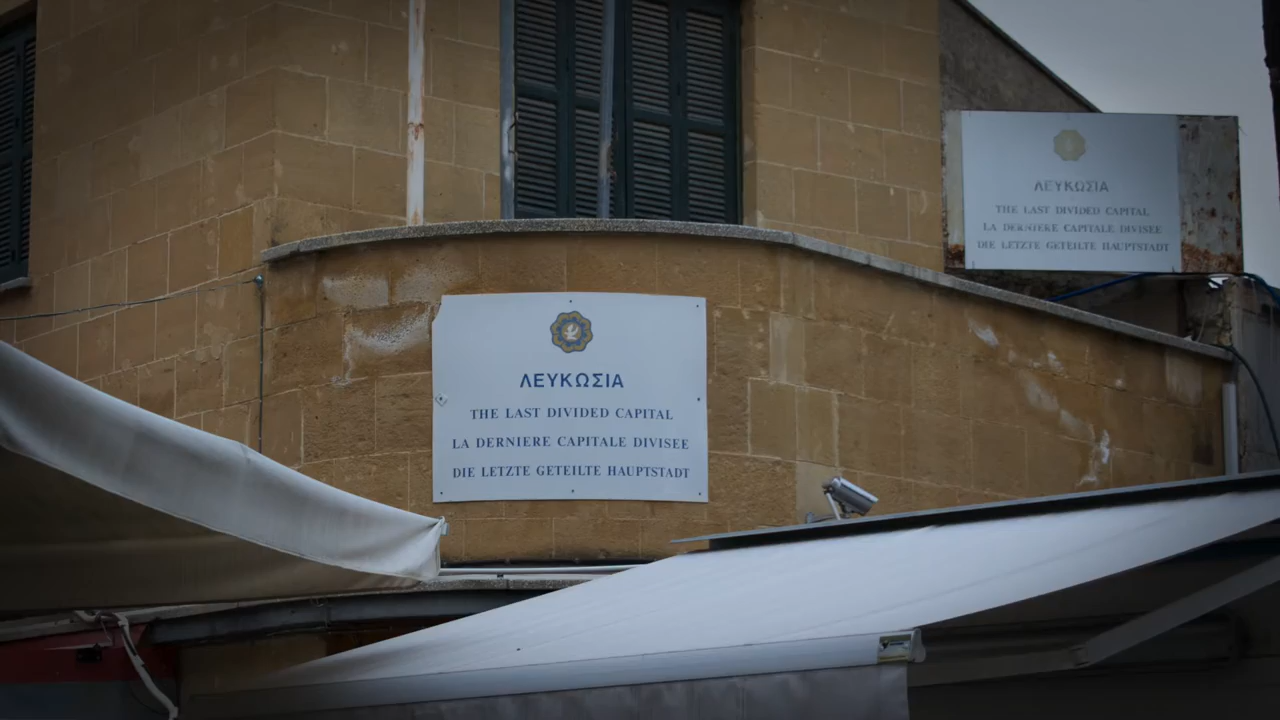 ΛΕΥΚΩΣΙΑ
THE LAST DIVIDED CAPITAL
LA DERNIERE CAPITALE DIVISEE
DIE LETZTE GETEILTE HAUPTSTADT
ΛΕΥΚΩΣΙΑ
THE LAST DIVIDED CAPITAL
LA DERNIERE CAPITALE DIVISEE
DIE LETZTE GETEILTE HAUPTSTADT